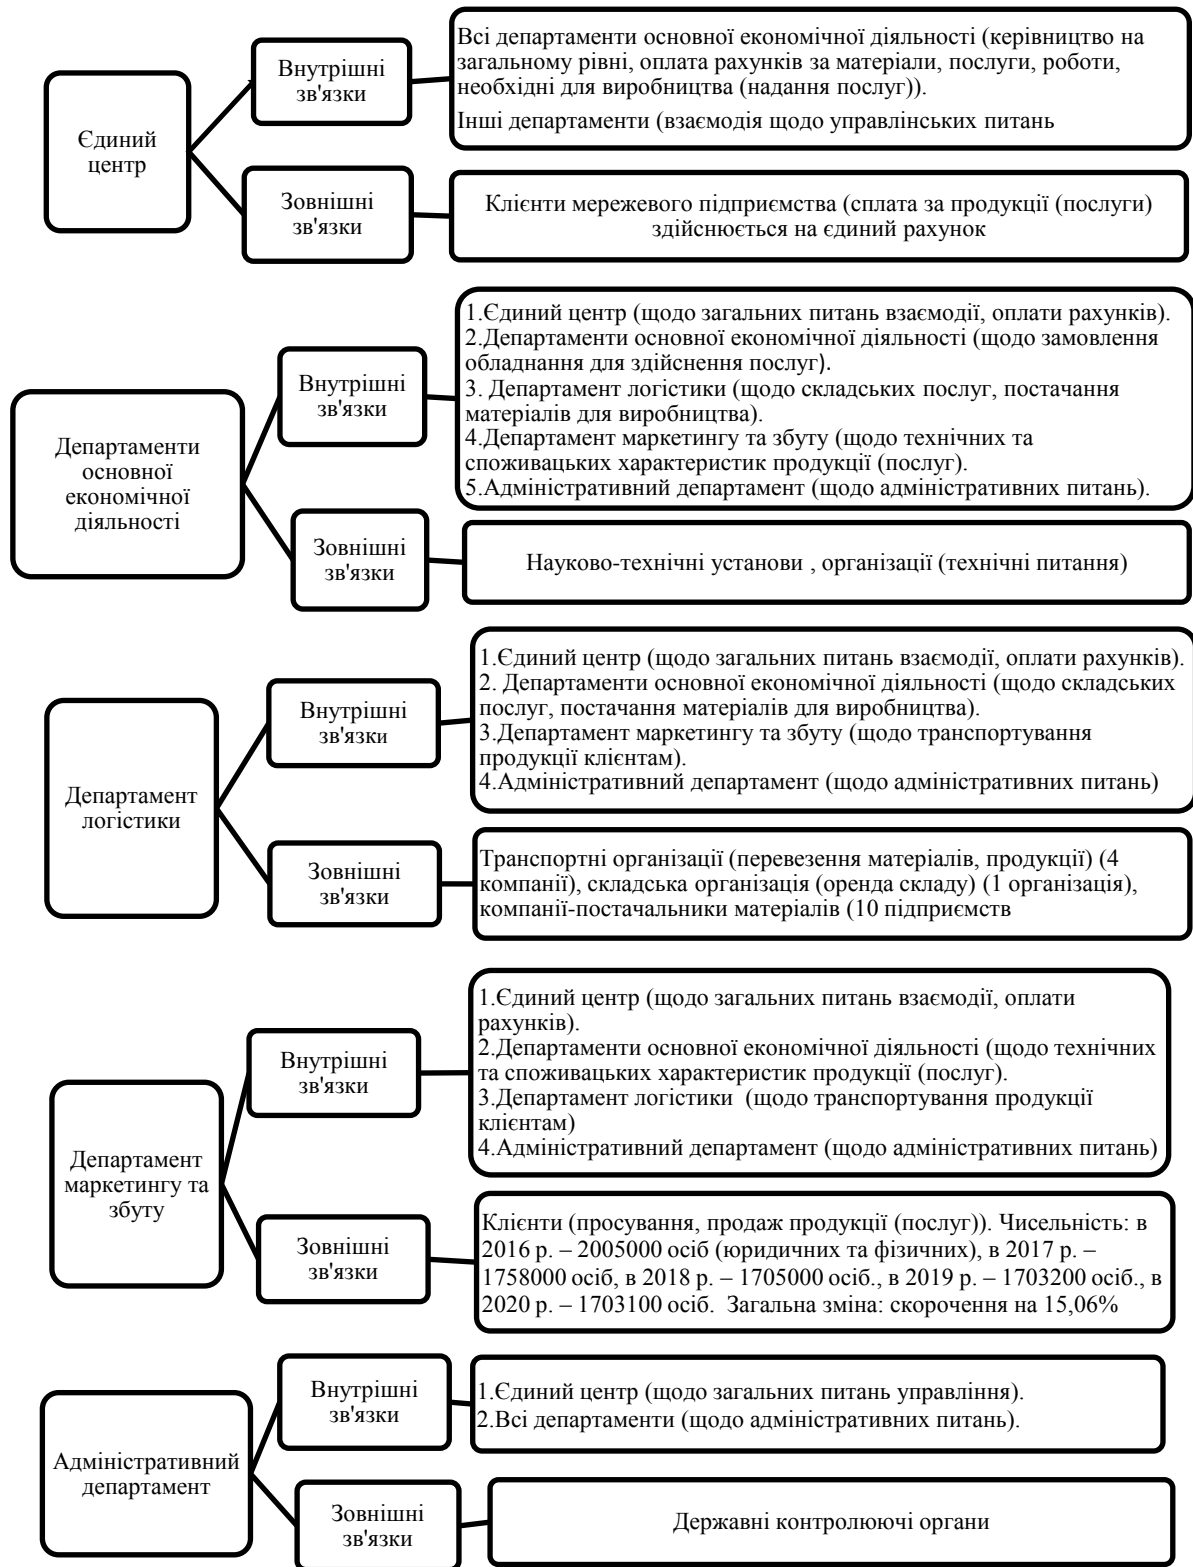 Єдиний
центр
Внутрішні
зв'язки
Всі департаменти основної економічної діяльності (керівництво на
загальному рівні, оплата рахунків за матеріали, послуги, роботи,
необхідні для виробництва (надання послуг)).
Інші департаменти (взаємодія щодо управлінських питань
Зовнішні
зв'язки
Клієнти мережевого підприємства (сплата за продукції (послуги)
здійснюється на єдиний рахунок
Департаменти
основної
економічної
діяльності
Внутрішні
зв'язки
1.Єдиний центр (щодо загальних питань взаємодії, оплати рахунків).
2.Департаменти основної економічної діяльності (щодо замовлення
обладнання для здійснення послуг).
3. Департамент логістики (щодо складських послуг, постачання
матеріалів для виробництва).
4.Департамент маркетингу та збуту (щодо технічних та
споживацьких характеристик продукції (послуг).
5.Адміністративний департамент (щодо адміністративних питань).
Зовнішні
зв'язки
Науково-технічні установи , організації (технічні питання)
Департамент
логістики
Внутрішні
зв'язки
1.Єдиний центр (щодо загальних питань взаємодії, оплати рахунків).
2. Департаменти основної економічної діяльності (щодо складських
послуг, постачання матеріалів для виробництва).
3.Департамент маркетингу та збуту (щодо транспортування
продукції клієнтам).
4.Адміністративний департамент (щодо адміністративних питань)
Зовнішні
зв'язки
Транспортні організації (перевезення матеріалів, продукції) (4
компанії), складська організація (оренда складу) (1 організація),
компанії-постачальники матеріалів (10 підприємств
Департамент
маркетингу та
збуту
Внутрішні
зв'язки
1.Єдиний центр (щодо загальних питань взаємодії, оплати
рахунків).
2.Департаменти основної економічної діяльності (щодо технічних
та споживацьких характеристик продукції (послуг).
3.Департамент логістики (щодо транспортування продукції
клієнтам)
4.Адміністративний департамент (щодо адміністративних питань)
Зовнішні
зв'язки
Клієнти (просування, продаж продукції (послуг)). Чисельність: в
2016 р. – 2005000 осіб (юридичних та фізичних), в 2017 р. –
1758000 осіб, в 2018 р. – 1705000 осіб., в 2019 р. – 1703200 осіб., в
2020 р. – 1703100 осіб. Загальна зміна: скорочення на 15,06%
Адміністративний
департамент
Внутрішні
зв'язки
1.Єдиний центр (щодо загальних питань управління).
2.Всі департаменти (щодо адміністративних питань).
Зовнішні
зв'язки
Державні контролюючі органи